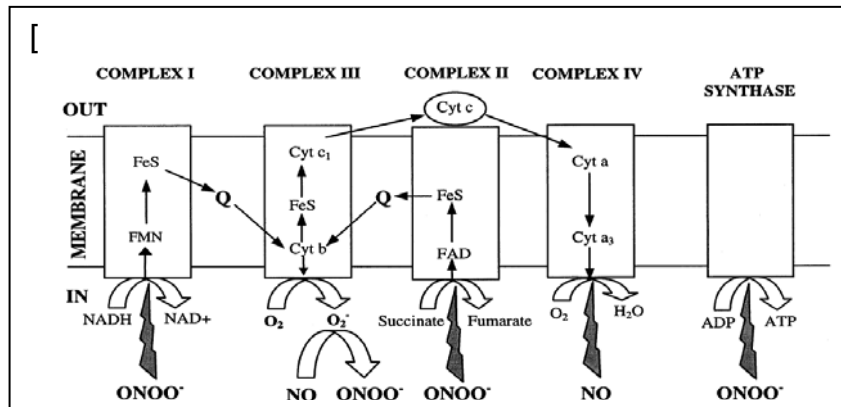 [
COMPLEX I COMPLEX III COMPLEX II COMPLEX IV ATP SYNTHASE
OUT
Cyt c
MEMBRANE
FeS Cyt c₁ Cyt a
Q FeS Q FeS
FMN Cyt b FAD Cyt a₃
IN
NADH NAD+ O₂ O₂⁻ Succinate Fumarate O₂ H₂O ADP ATP
ONOO⁻ NO ONOO⁻ ONOO⁻ NO ONOO⁻